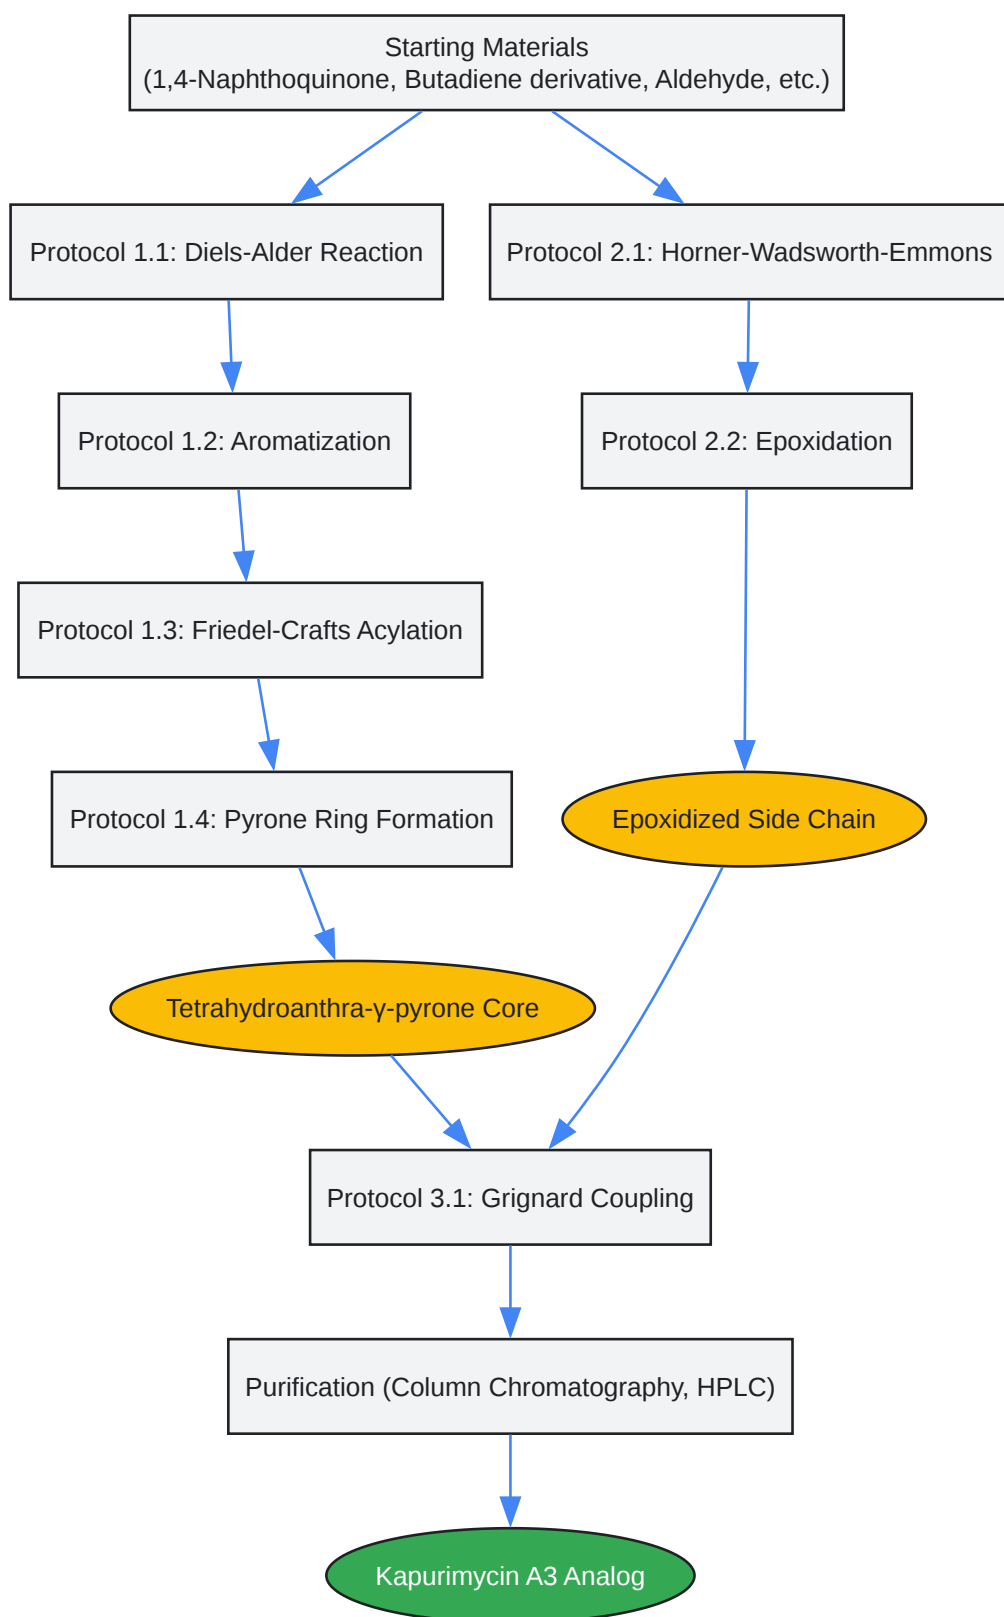 Starting Materials
(1,4-Naphthoquinone, Butadiene derivative, Aldehyde, etc.)
Protocol 1.1: Diels-Alder Reaction
Protocol 2.1: Horner-Wadsworth-Emmons
Protocol 1.2: Aromatization
Protocol 2.2: Epoxidation
Protocol 1.3: Friedel-Crafts Acylation
Protocol 1.4: Pyrone Ring Formation
Epoxidized Side Chain
Tetrahydroanthra-γ-pyrone Core
Protocol 3.1: Grignard Coupling
Purification (Column Chromatography, HPLC)
Kapurimycin A3 Analog